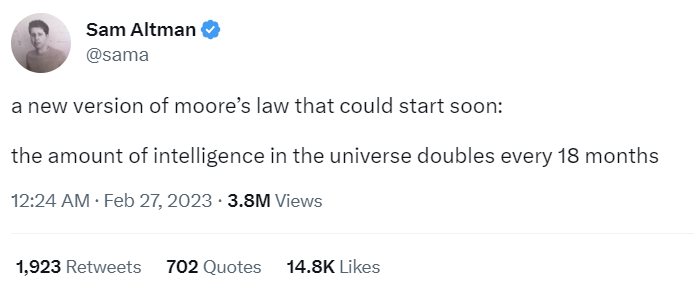 Sam Altman
@sama
a new version of moore’s law that could start soon:
the amount of intelligence in the universe doubles every 18 months
12:24 AM · Feb 27, 2023 · 3.8M Views
1,923 Retweets 702 Quotes 14.8K Likes